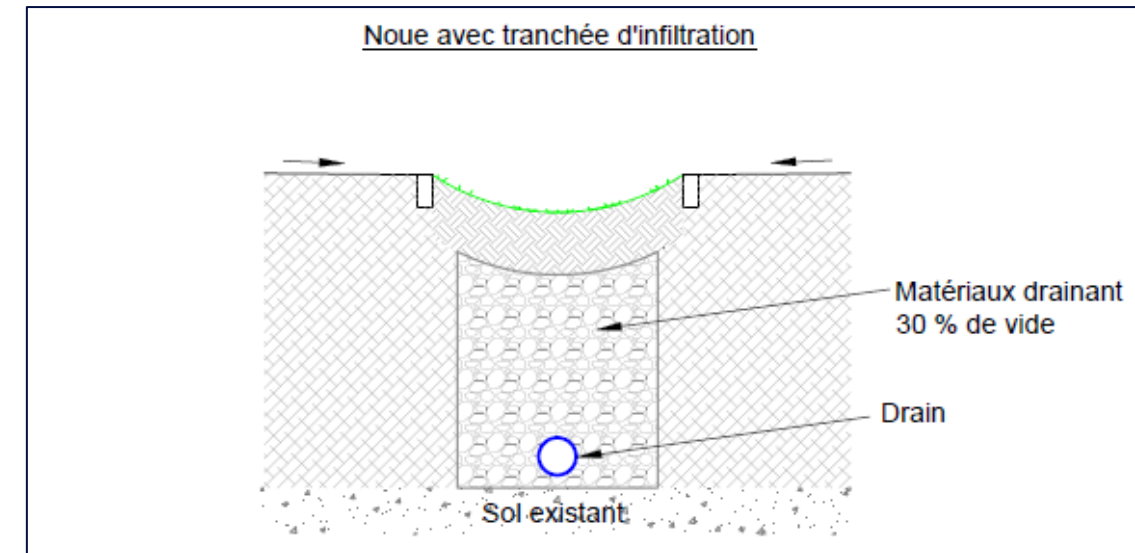 Noue avec tranchée d'infiltration
Matériaux drainant
30 % de vide
Drain
Sol existant